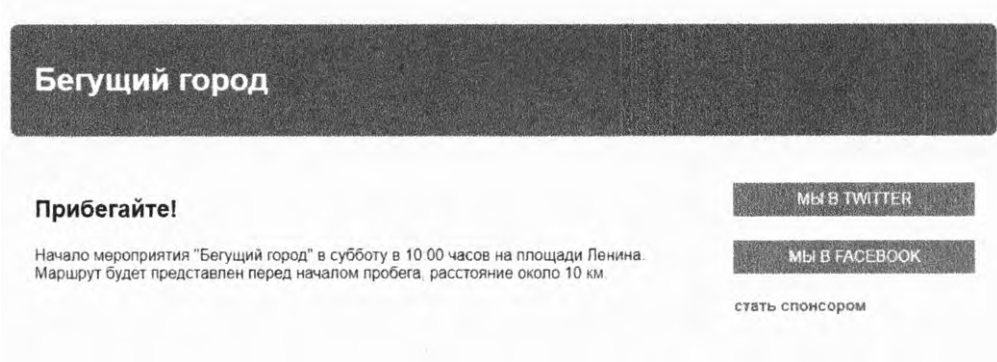 Бегущий город
Прибегайте!
Начало мероприятия "Бегущий город" в субботу в 10 00 часов на площади Ленина.
Маршрут будет представлен перед началом пробега, расстояние около 10 км.
МЫ В TWITTER
МЫ В FACEBOOK
стать спонсором